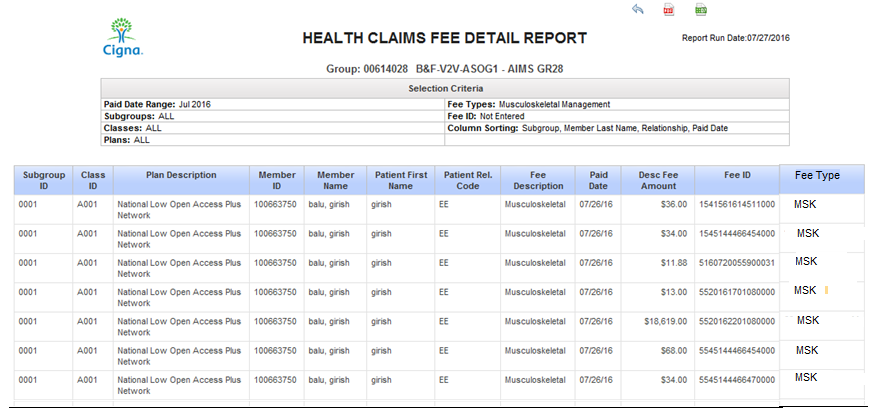 Cigna.
HEALTH CLAIMS FEE DETAIL REPORT
Report Run Date:07/27/2016
Group: 00614028 B&F-V2V-ASOG1 - AIMS GR28
Selection Criteria
Paid Date Range: Jul 2016 Fee Types: Musculoskeletal Management
Subgroups: ALL Fee ID: Not Entered
Classes: ALL Column Sorting: Subgroup, Member Last Name, Relationship, Paid Date
Plans: ALL
Subgroup Class Plan Description Member Member Patient First Patient Rel. Fee Paid Desc Fee Fee ID Fee Type
ID ID ID Name Name Code Description Date Amount
0001 A001 National Low Open Access Plus 100663750 balu, girish girish EE Musculoskeletal 07/26/16 $36.00 1541561614511000 MSK
Network
0001 A001 National Low Open Access Plus 100663750 balu, girish girish EE Musculoskeletal 07/26/16 $34.00 1545144466454000 MSK
Network
0001 A001 National Low Open Access Plus 100663750 balu, girish girish EE Musculoskeletal 07/26/16 $11.88 5160720055900031 MSK
Network
0001 A001 National Low Open Access Plus 100663750 balu, girish girish EE Musculoskeletal 07/26/16 $13.00 5520161701080000 MSK
Network
0001 A001 National Low Open Access Plus 100663750 balu, girish girish EE Musculoskeletal 07/26/16 $18,619.00 5520162201080000 MSK
Network
0001 A001 National Low Open Access Plus 100663750 balu, girish girish EE Musculoskeletal 07/26/16 $68.00 5545144466454000 MSK
Network
0001 A001 National Low Open Access Plus 100663750 balu, girish girish EE Musculoskeletal 07/26/16 $34.00 5545144466470000 MSK
Network